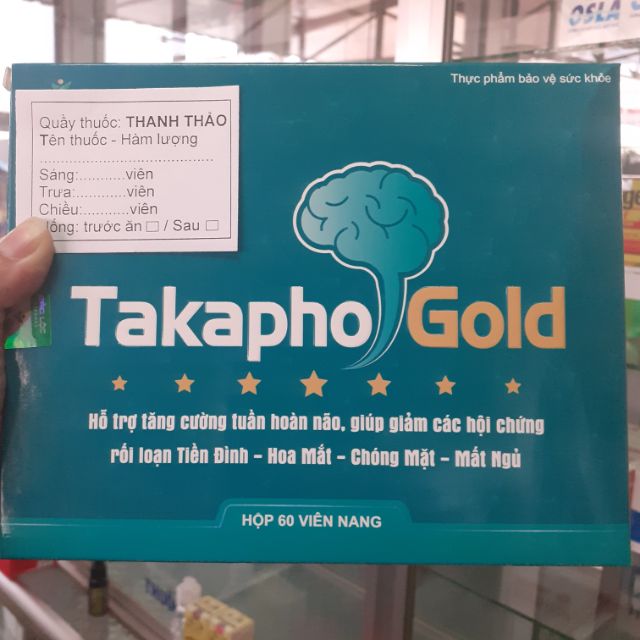 OSLA
Thực phẩm bảo vệ sức khỏe
Quầy thuốc: THANH THẢO
Tên thuốc - Hàm lượng
.......................................
Sáng:...........viên
Trưa:...........viên
Chiều:...........viên
Uống: trước ăn □ / Sau □
Takapho Gold
Hỗ trợ tăng cường tuần hoàn não, giúp giảm các hội chứng
rối loạn Tiền Đình - Hoa Mắt - Chóng Mặt - Mất Ngủ
HỘP 60 VIÊN NANG